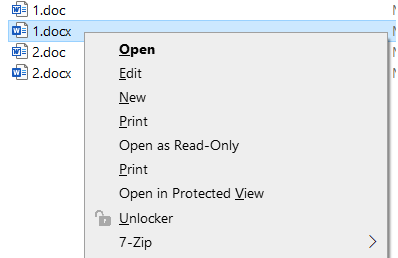 1.doc
1.docx
2.doc
2.docx
Open
Edit
New
Print
Open as Read-Only
Print
Open in Protected View
Unlocker
7-Zip